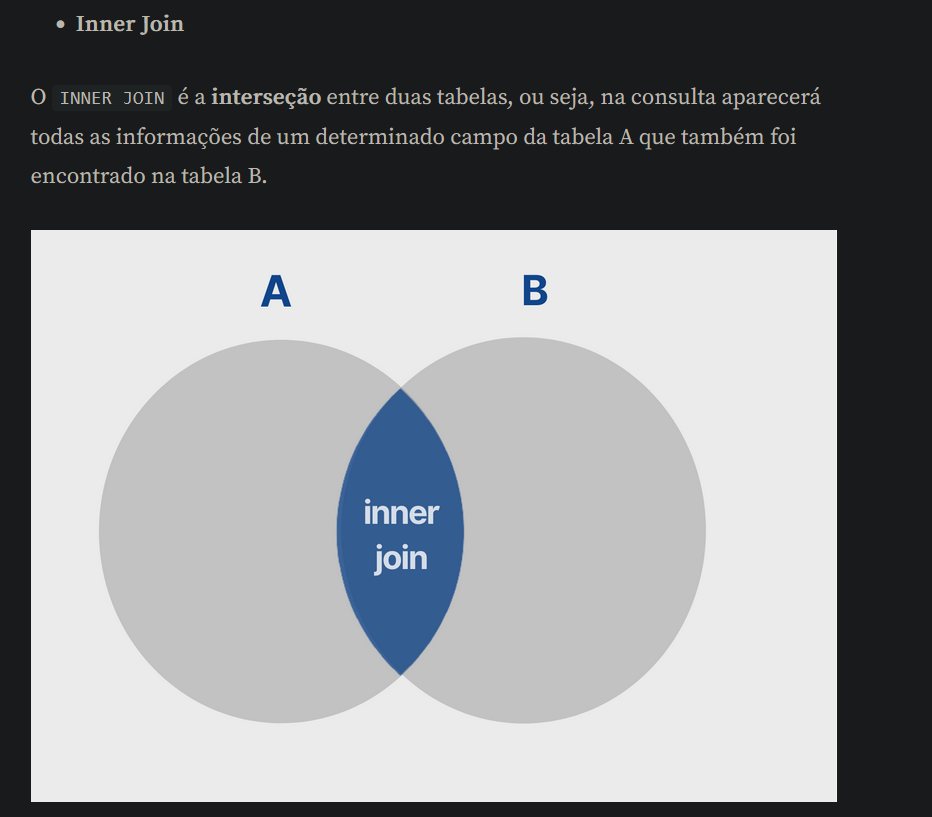 Inner Join
O INNER JOIN é a interseção entre duas tabelas, ou seja, na consulta aparecerá
todas as informações de um determinado campo da tabela A que também foi
encontrado na tabela B.
A
B
inner
join